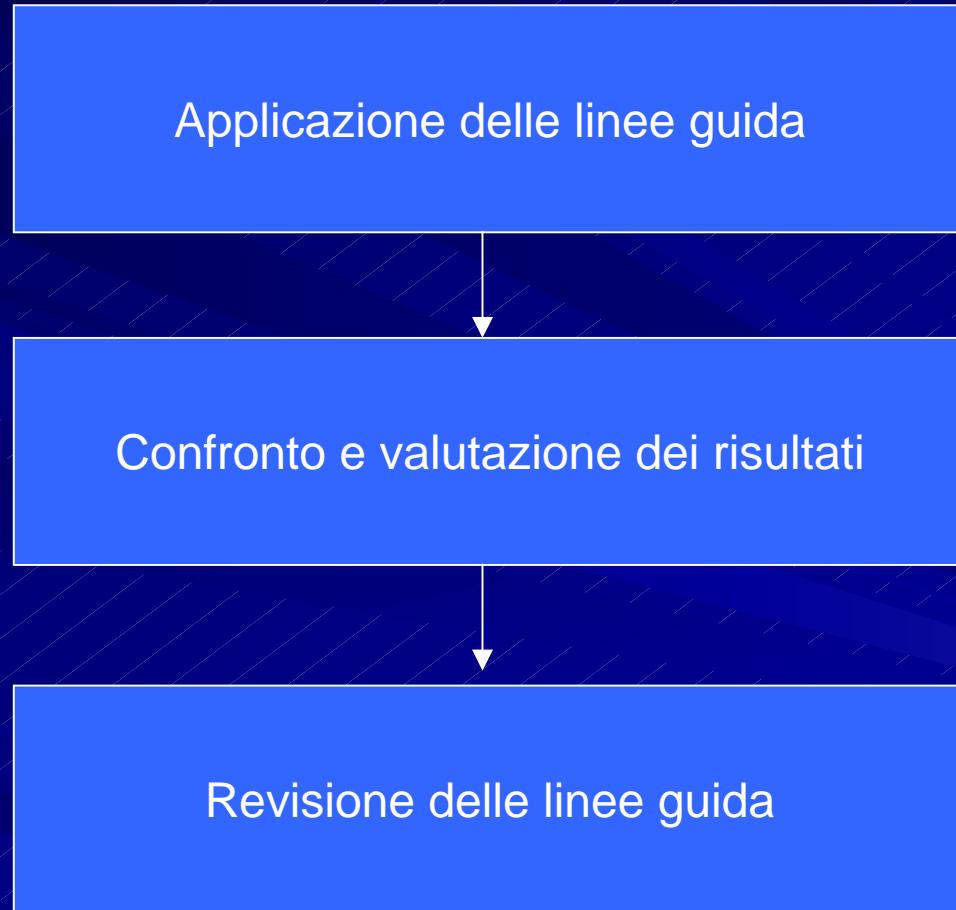 Applicazione delle linee guida
Confronto e valutazione dei risultati
Revisione delle linee guida